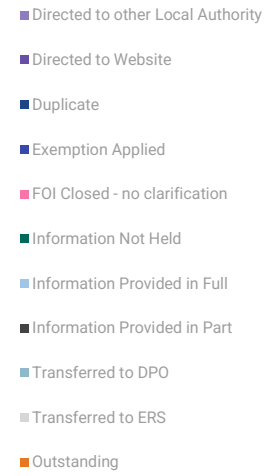 Directed to other Local Authority
Directed to Website
Duplicate
Exemption Applied
FOI Closed - no clarification
Information Not Held
Information Provided in Full
Information Provided in Part
Transferred to DPO
Transferred to ERS
Outstanding